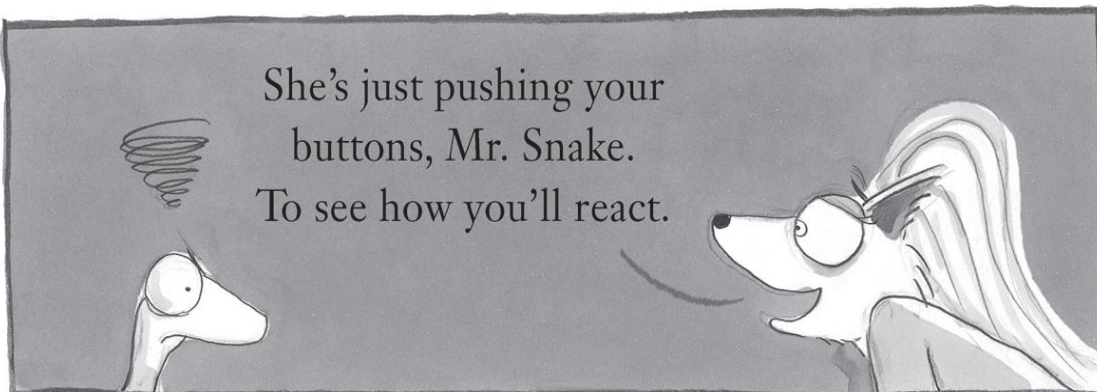 She’s just pushing your
buttons, Mr. Snake.
To see how you’ll react.